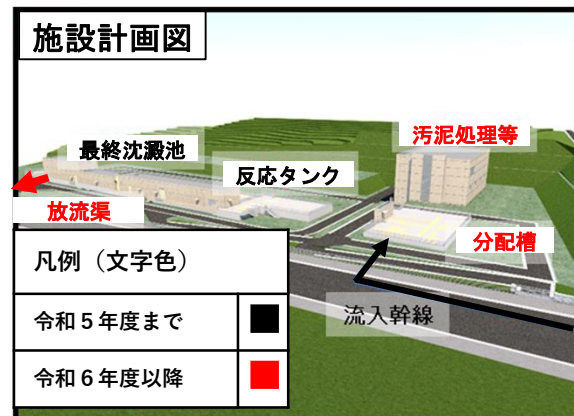 施設計画図
汚泥処理等
最終沈澱池
反応タンク
放流渠
分配槽
流入幹線
凡例（文字色）
令和５年度まで
令和６年度以降